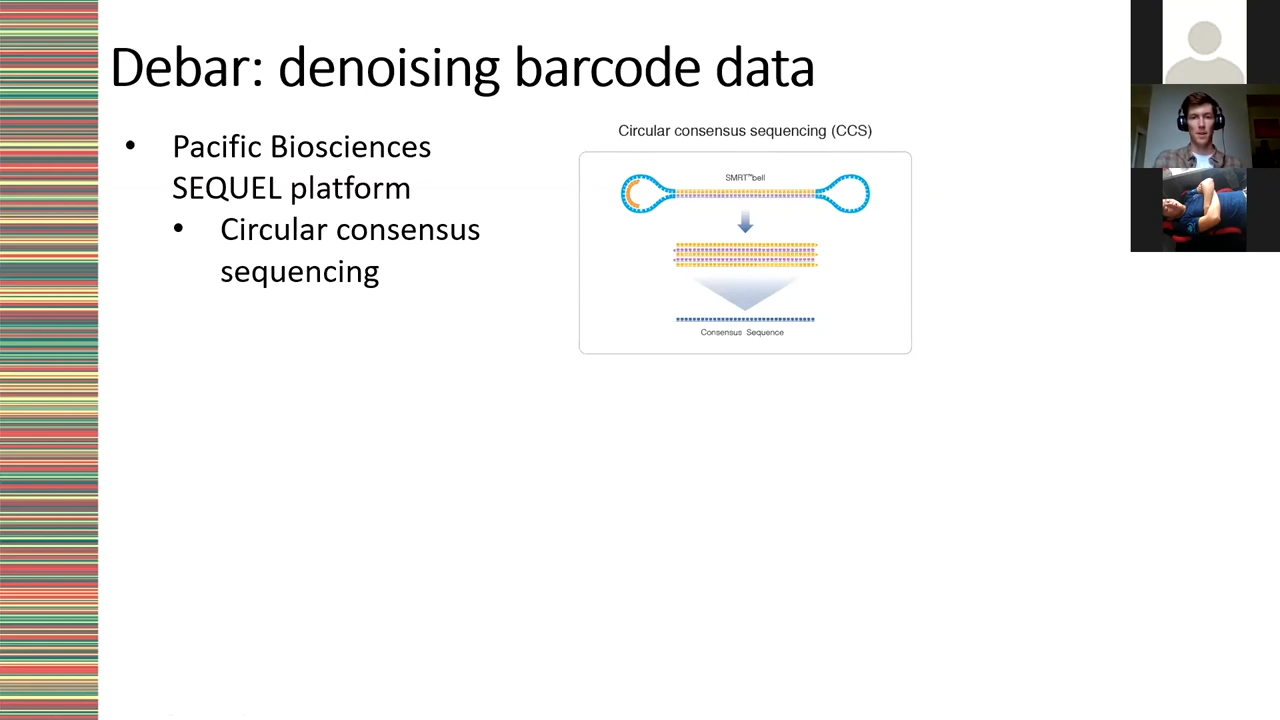 Debar: denoising barcode data
• Pacific Biosciences
SEQUEL platform
• Circular consensus
sequencing
Circular consensus sequencing (CCS)
SMRT™bell
Consensus Sequence